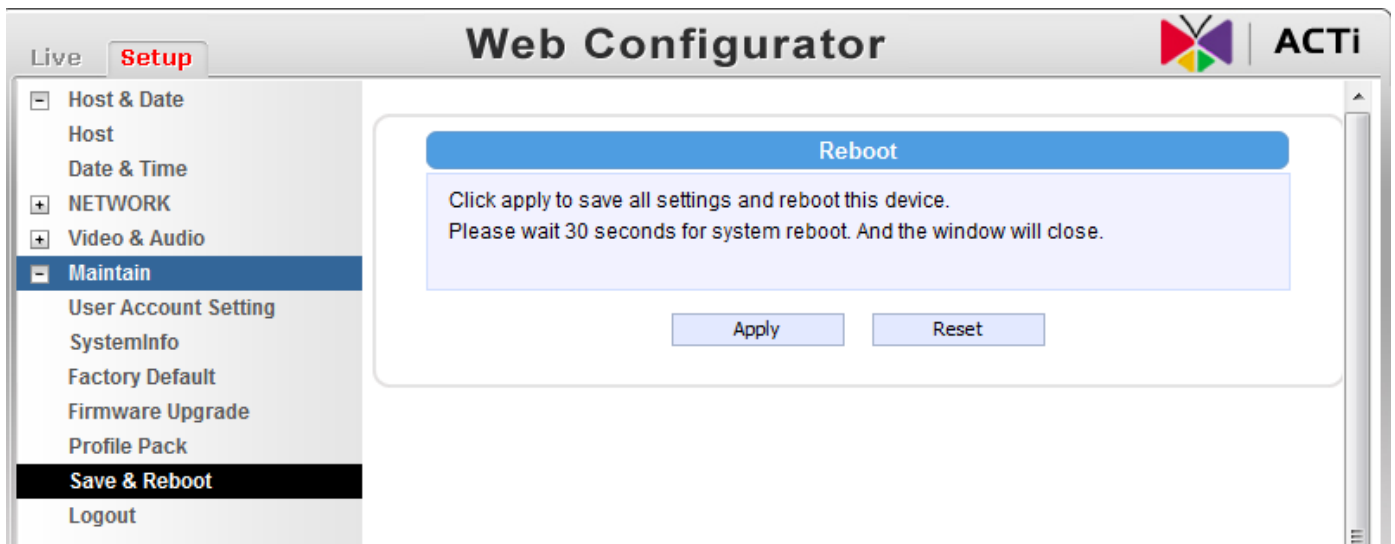 Live
Setup
Web Configurator
ACTi
Host & Date
Host
Date & Time
NETWORK
Video & Audio
Maintain
User Account Setting
SystemInfo
Factory Default
Firmware Upgrade
Profile Pack
Save & Reboot
Logout
Reboot
Click apply to save all settings and reboot this device.
Please wait 30 seconds for system reboot. And the window will close.
Apply
Reset